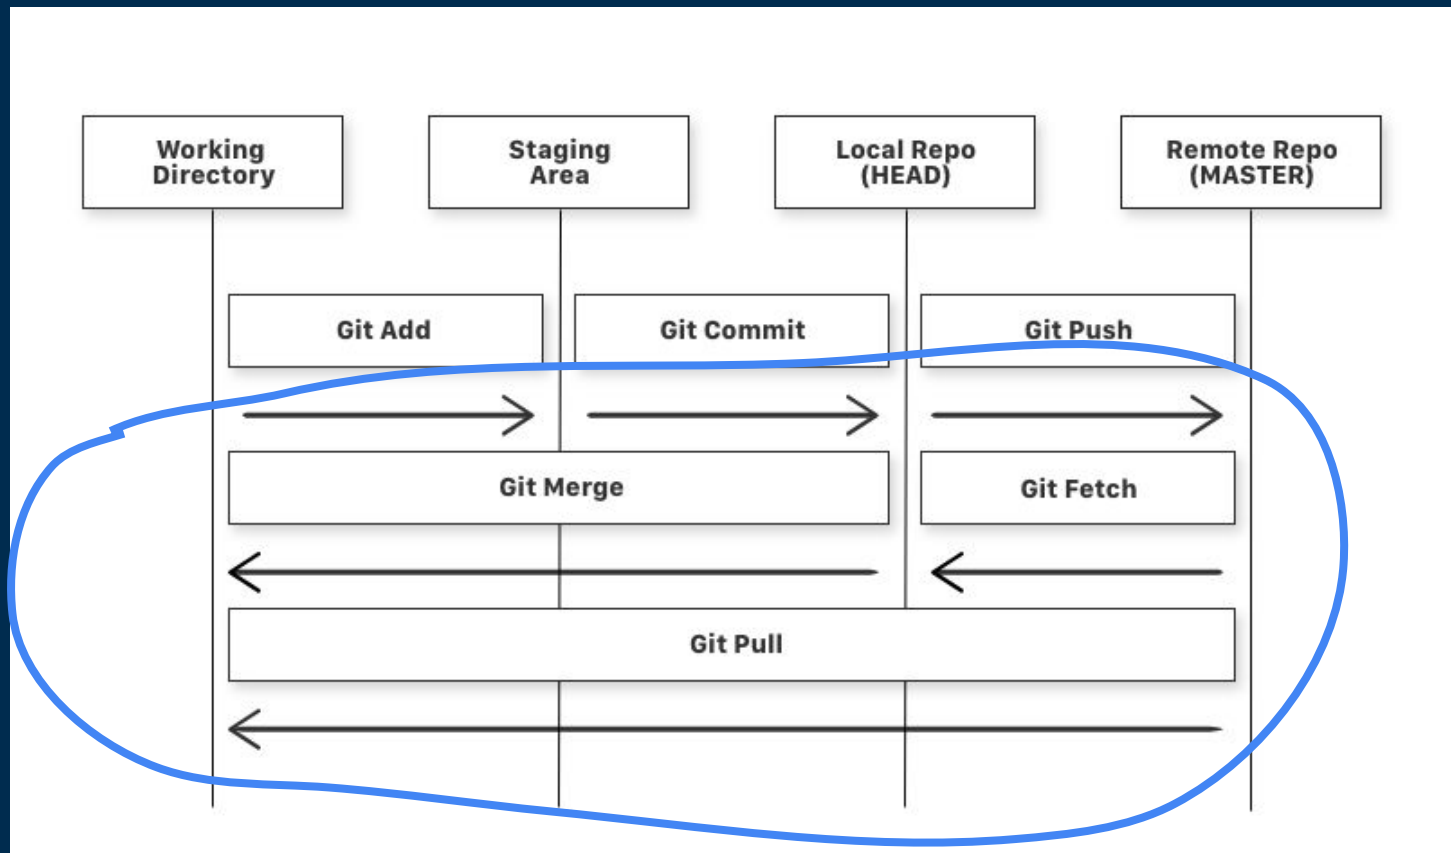 Working
Directory
Staging
Area
Local Repo
(HEAD)
Remote Repo
(MASTER)
Git Add
Git Commit
Git Push
Git Merge
Git Fetch
Git Pull